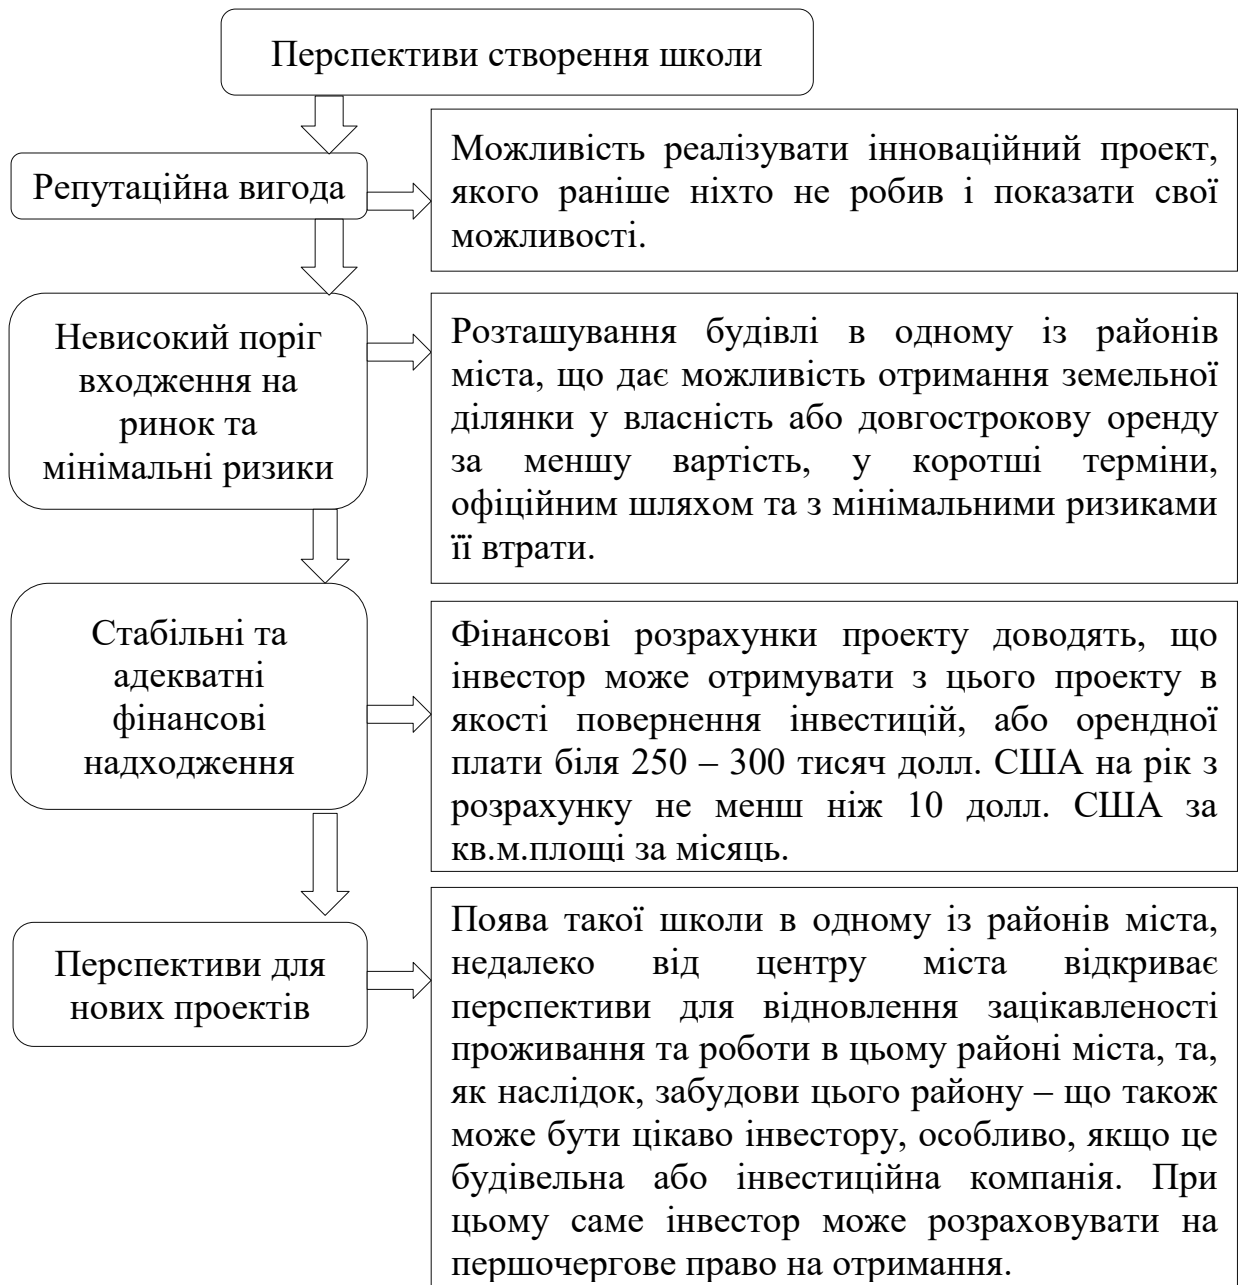 Перспективи створення школи
Репутаційна вигода
Можливість реалізувати інноваційний проект,
якого раніше ніхто не робив і показати свої
можливості.
Невисокий поріг
входження на
ринок та
мінімальні ризики
Розташування будівлі в одному із районів
міста, що дає можливість отримання земельної
ділянки у власність або довгострокову оренду
за меншу вартість, у коротші терміни,
офіційним шляхом та з мінімальними ризиками
її втрати.
Стабільні та
адекватні
фінансові
надходження
Фінансові розрахунки проекту доводять, що
інвестор може отримувати з цього проекту в
якості повернення інвестицій, або орендної
плати біля 250 – 300 тисяч долл. США на рік з
розрахунку не менш ніж 10 долл. США за
кв.м.площі за місяць.
Перспективи для
нових проектів
Поява такої школи в одному із районів міста,
недалеко від центру міста відкриває
перспективи для відновлення зацікавленості
проживання та роботи в цьому районі міста, та,
як наслідок, забудови цього району – що також
може бути цікаво інвестору, особливо, якщо це
будівельна або інвестиційна компанія. При
цьому саме інвестор може розраховувати на
першочергове право на отримання.